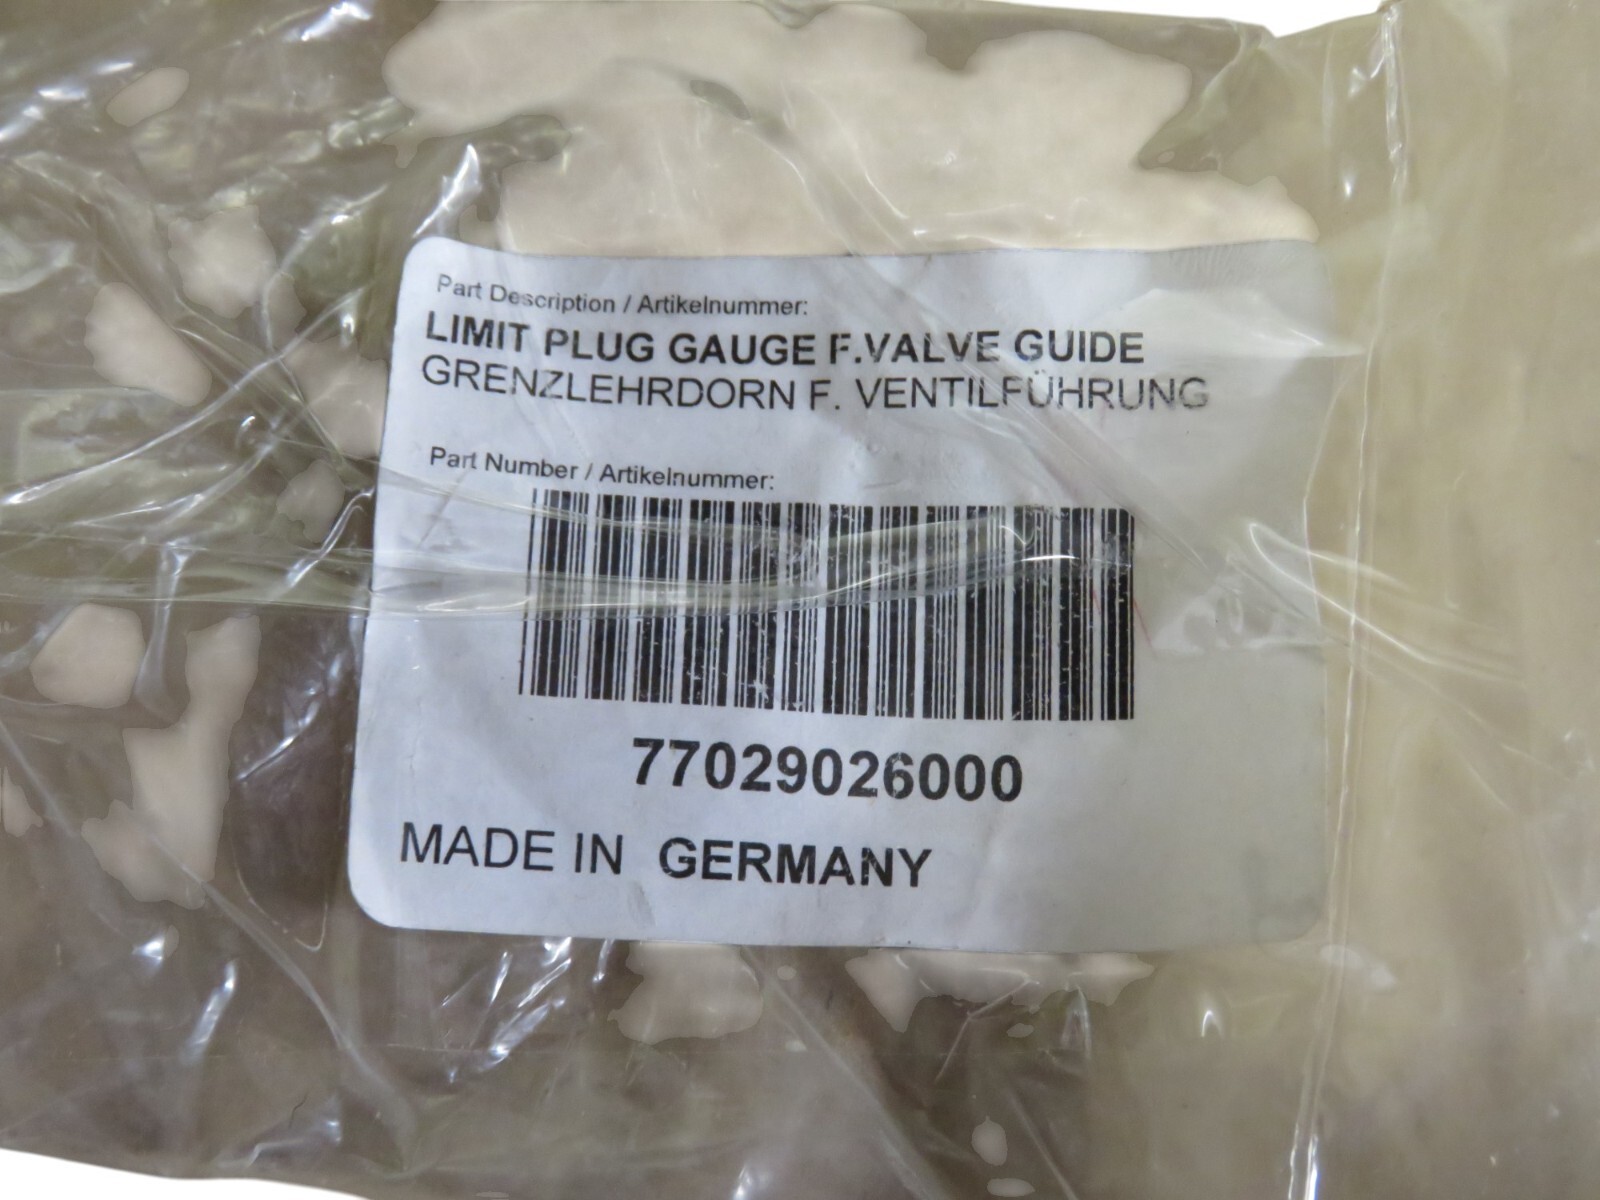 Part Description / Artikelnummer:
LIMIT PLUG GAUGE F.VALVE GUIDE
GRENZLEHRDORN F. VENTILFÜHRUNG
Part Number / Artikelnummer:
77029026000
MADE IN GERMANY